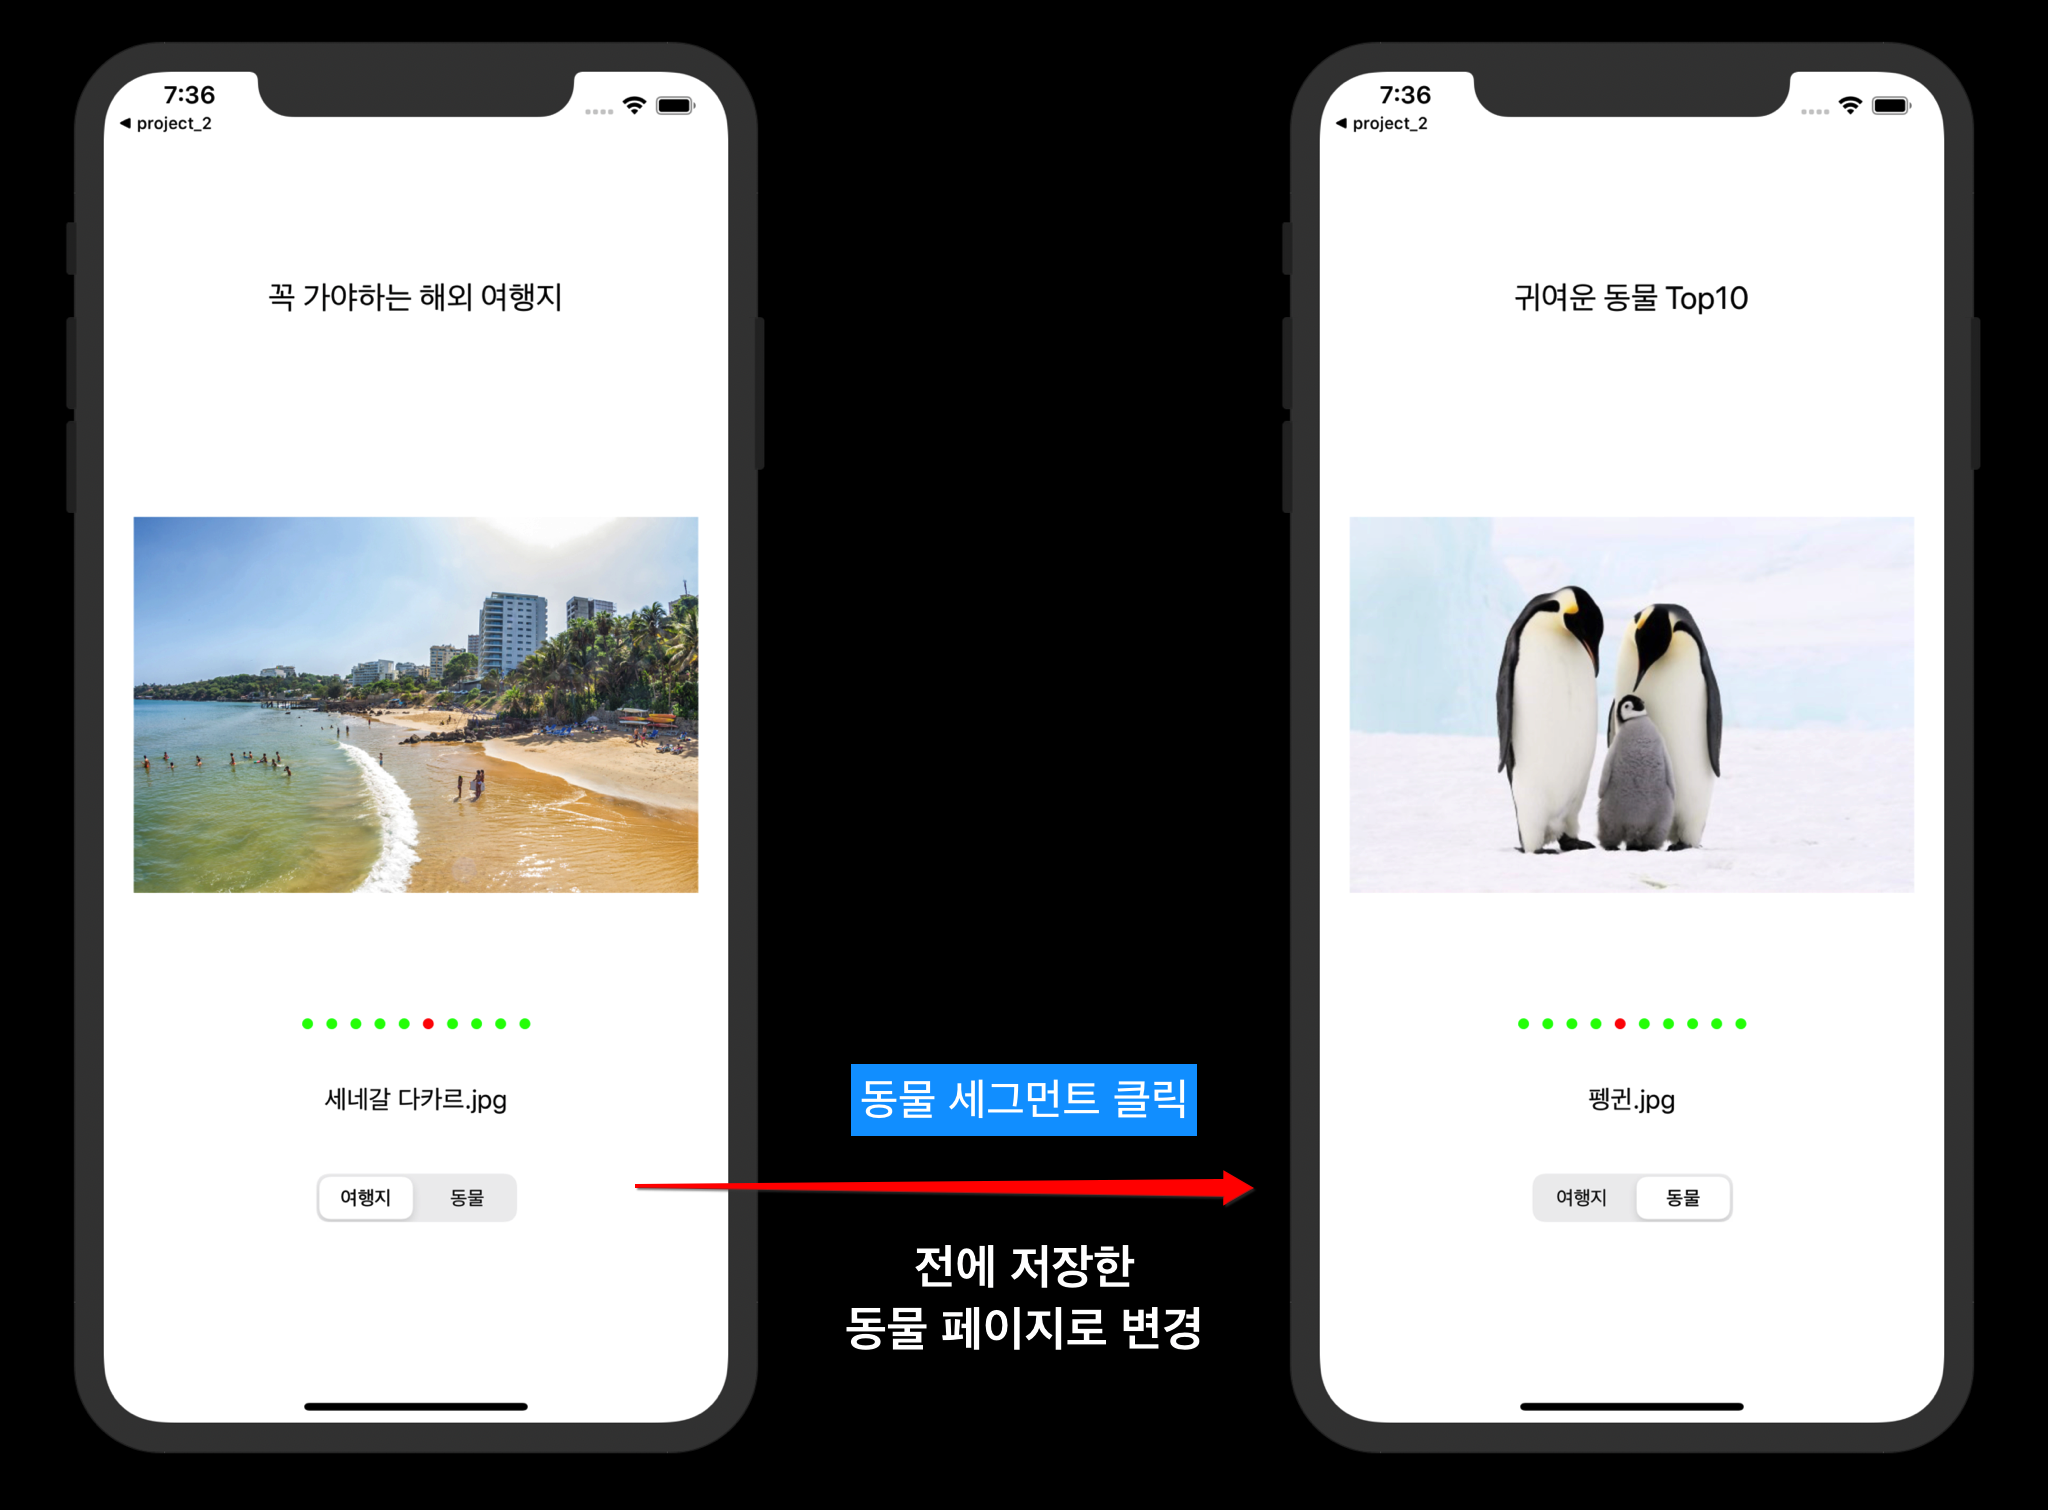 7:36
◀ project_2
꼭 가야하는 해외 여행지
세네갈 다카르.jpg
여행지 동물
동물 세그먼트 클릭
전에 저장한
동물 페이지로 변경
7:36
◀ project_2
귀여운 동물 Top10
펭귄.jpg
여행지 동물